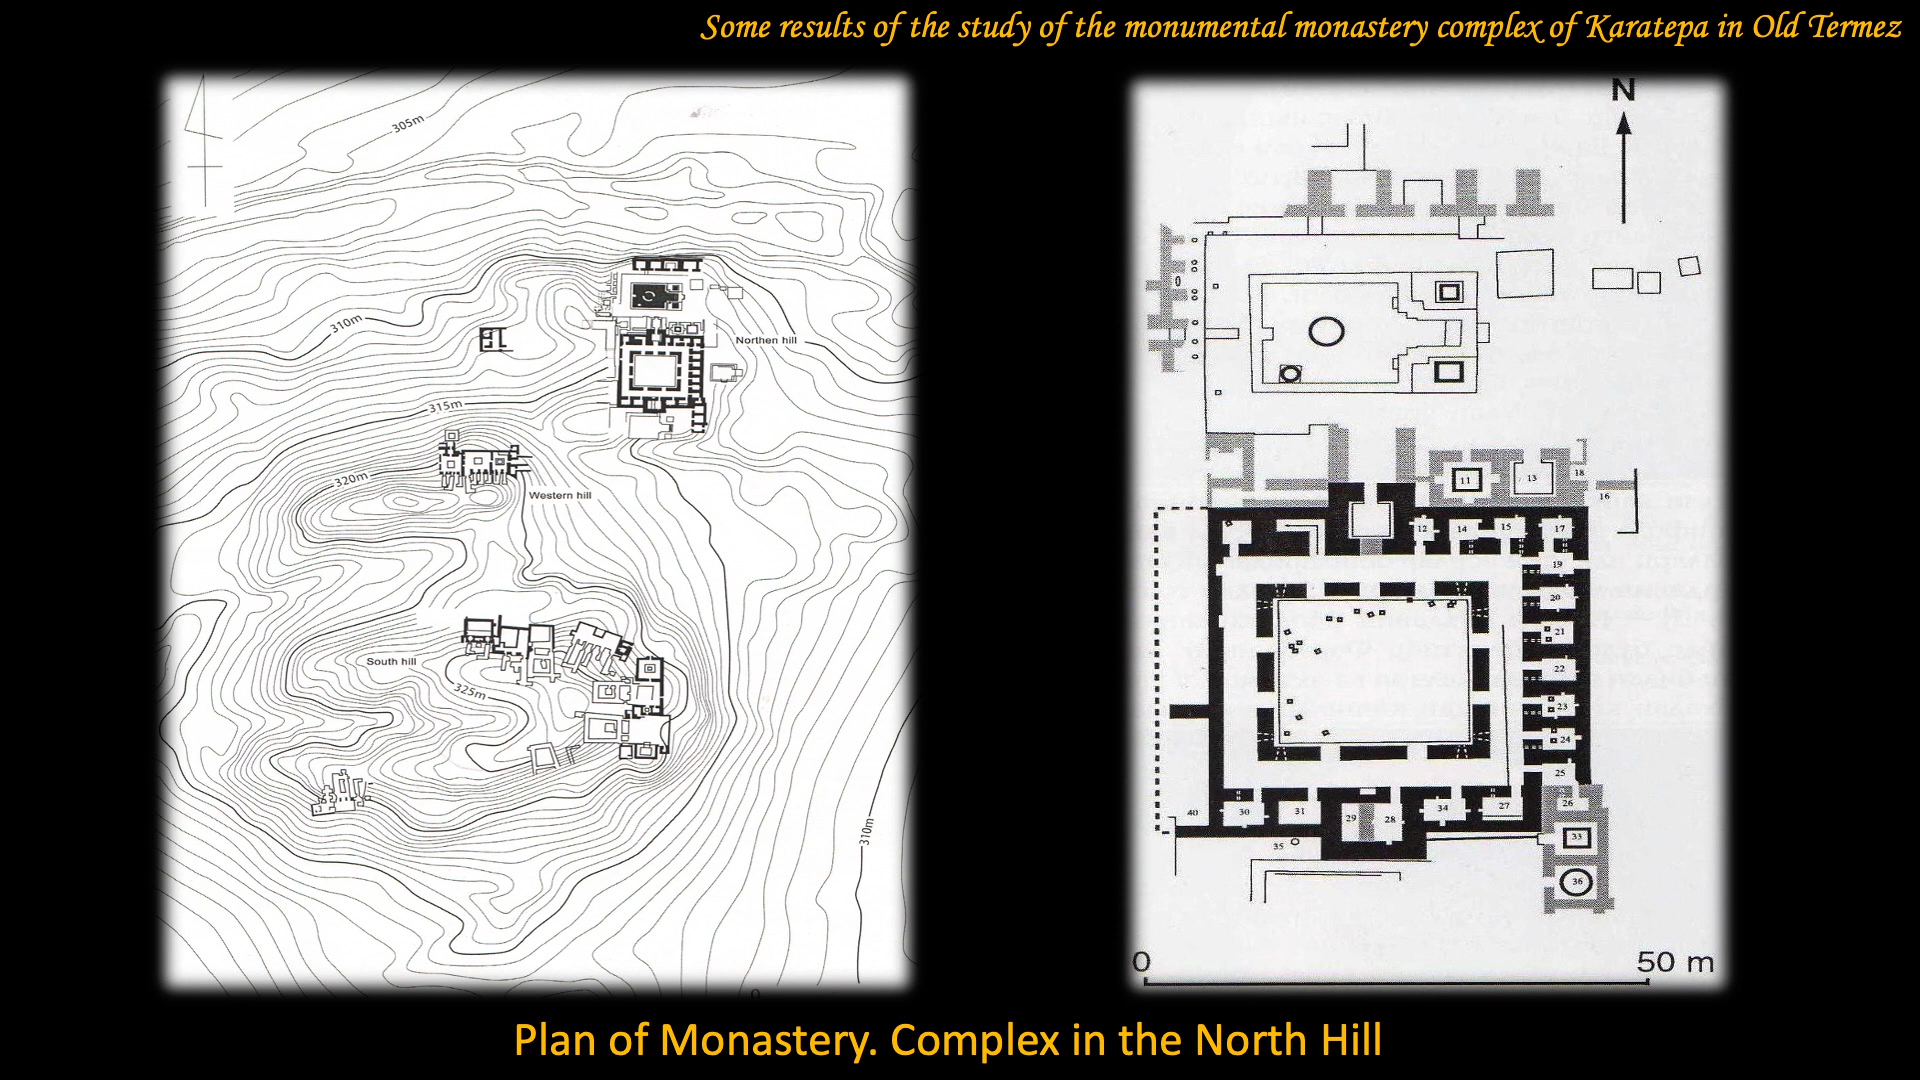 Some results of the study of the monumental monastery complex of Karatepa in Old Termez
305m
310m
Northen hill
315m
320m
Western hill
South hill
325m
310m
N
11
13
18
16
12
14
15
17
19
20
21
22
23
24
25
26
40
30
31
29
28
34
27
33
35
36
0
50 m
Plan of Monastery. Complex in the North Hill